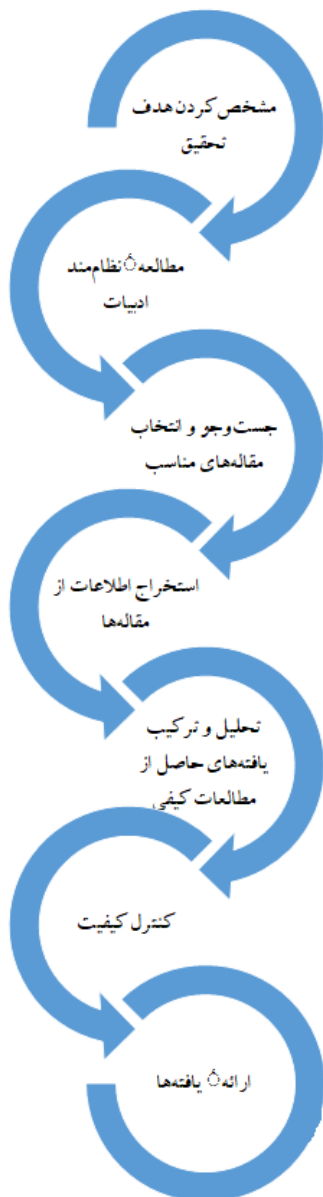 مشخص کردن هدف
تحقیق
مطالعهٔ نظام‌مند
ادبیات
جست‌وجو و انتخاب
مقاله‌های مناسب
استخراج اطلاعات از
مقاله‌ها
تحلیل و ترکیب
یافته‌های حاصل از
مطالعات کیفی
کنترل کیفیت
ارائهٔ یافته‌ها